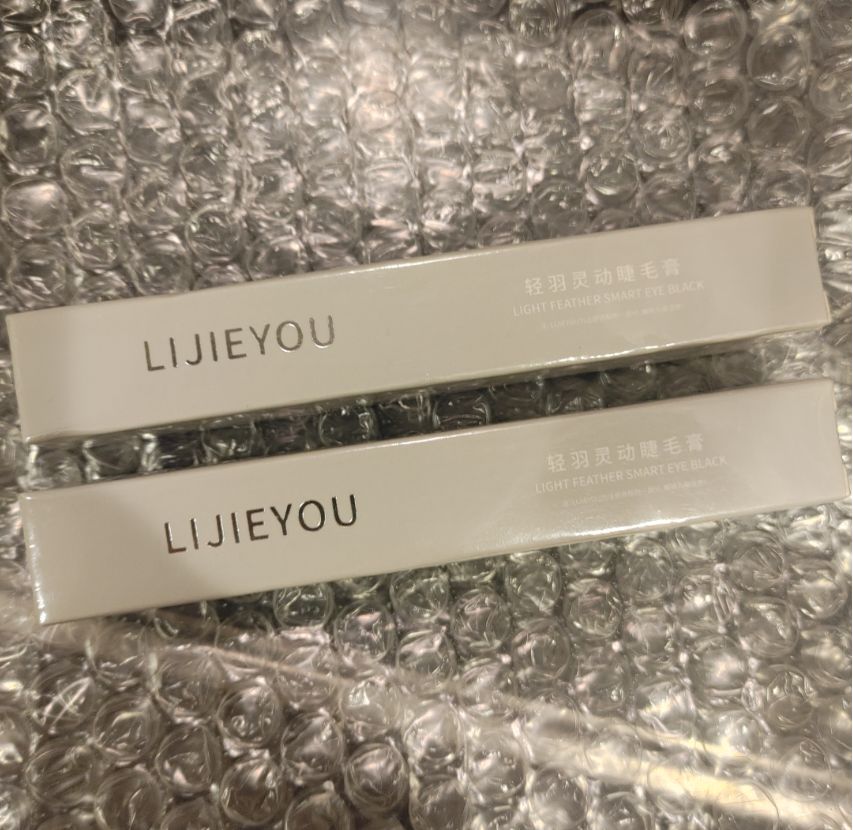 LIJIEYOU
轻羽灵动睫毛膏
LIGHT FEATHER SMART EYE BLACK
LIJIEYOU
轻羽灵动睫毛膏
LIGHT FEATHER SMART EYE BLACK